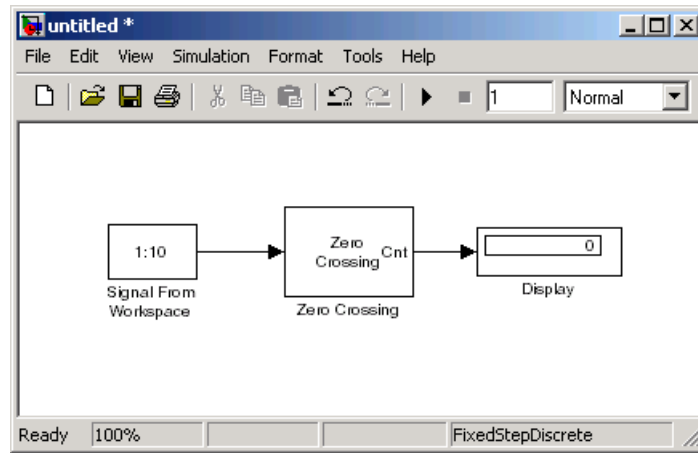 untitled *
File Edit View Simulation Format Tools Help
1 Normal
1:10
Signal From
Workspace
Zero
Crossing
Cnt
Zero Crossing
0
Display
Ready 100% FixedStepDiscrete